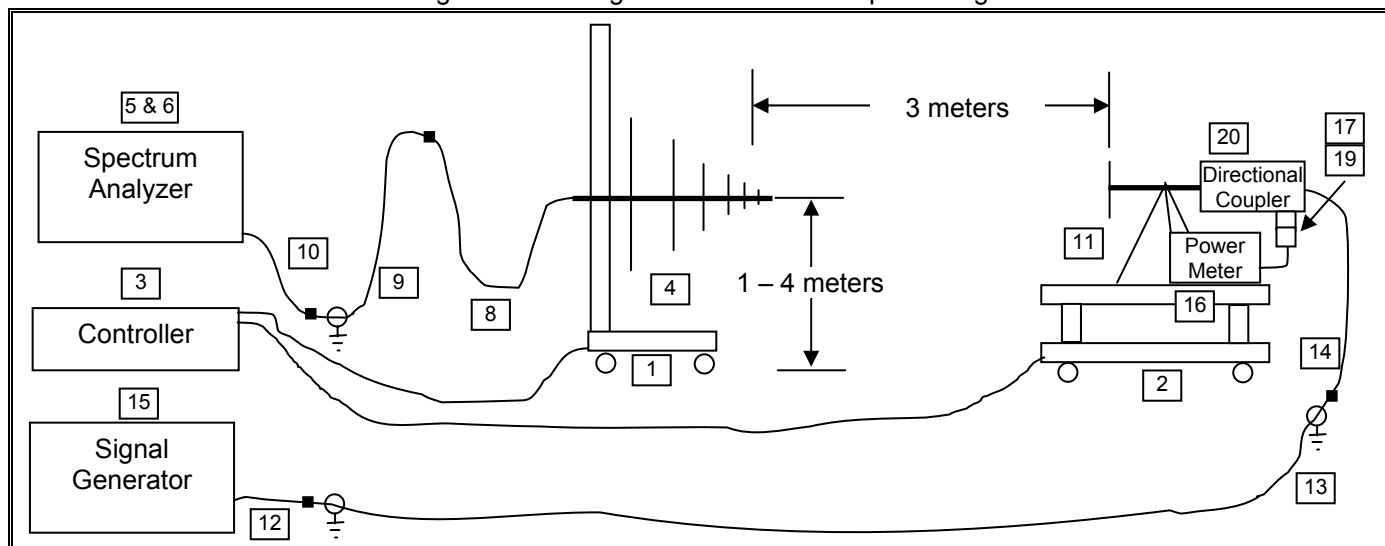 5 & 6
Spectrum
Analyzer
10
9
8
3
Controller
15
Signal
Generator
12
4
1
3 meters
1 – 4 meters
20
17
19
Directional
Coupler
11
Power
Meter
16
2
14
13